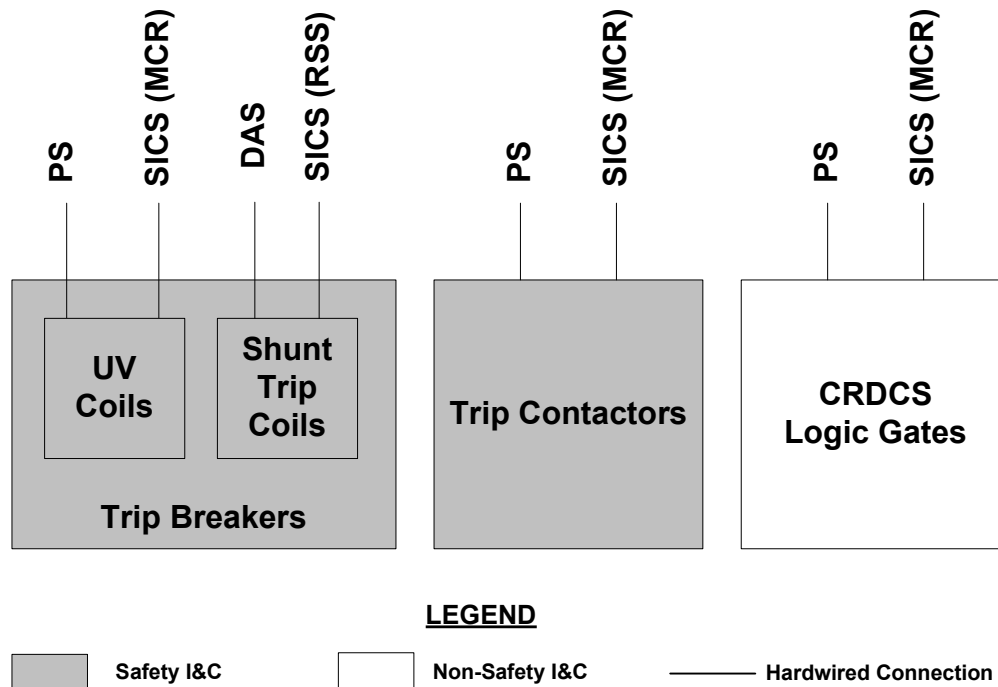 PS
SICS (MCR)
DAS
SICS (RSS)
PS
SICS (MCR)
PS
SICS (MCR)
UV
Coils
Shunt
Trip
Coils
Trip Breakers
Trip Contactors
CRDCS
Logic Gates
LEGEND
Safety I&C
Non-Safety I&C
Hardwired Connection